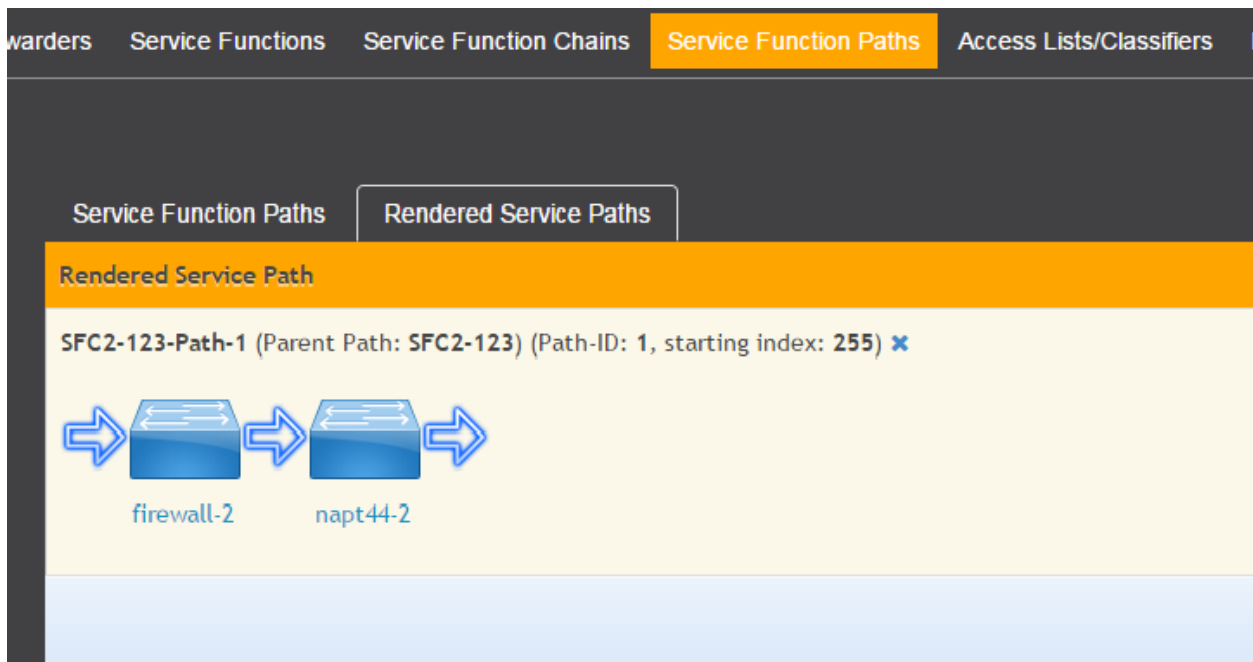 warders Service Functions Service Function Chains Service Function Paths Access Lists/Classifiers
Service Function Paths Rendered Service Paths
Rendered Service Path
SFC2-123-Path-1 (Parent Path: SFC2-123) (Path-ID: 1, starting index: 255) ✖
firewall-2 napt44-2